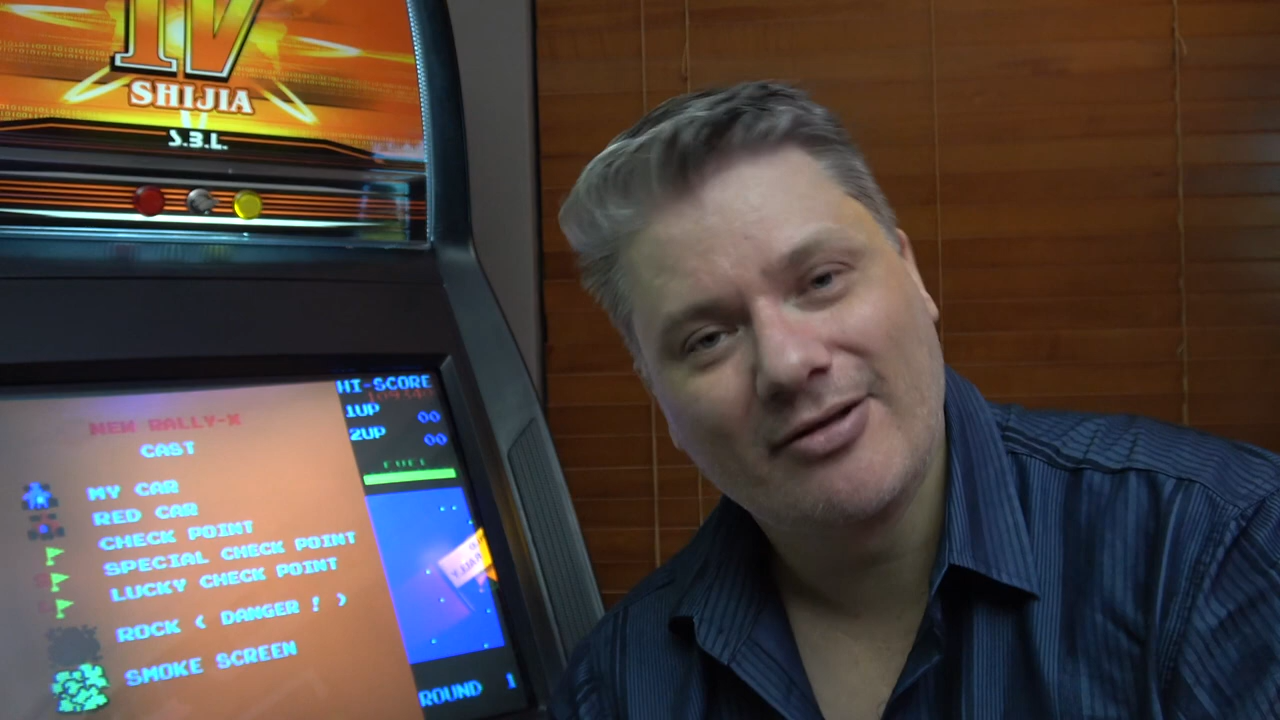 IV
SHIJIA
S.B.L.
HI-SCORE
1UP 00
2UP 00
FUEL
NEW RALLY-X
CAST
MY CAR
RED CAR
CHECK POINT
SPECIAL CHECK POINT
LUCKY CHECK POINT
ROCK < DANGER ! >
SMOKE SCREEN
ROUND 1